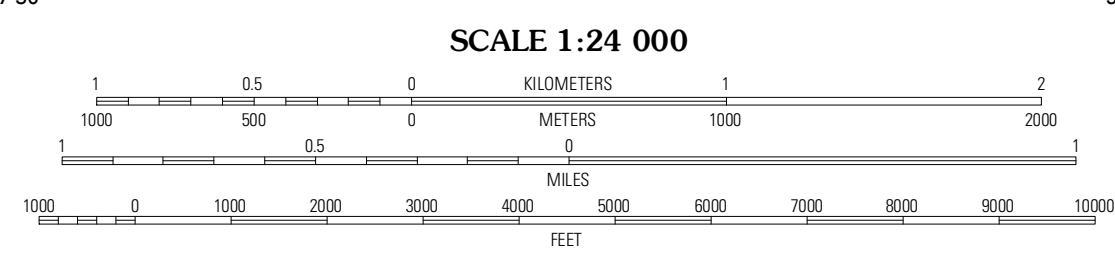 SCALE 1:24 000
1 0.5 0 KILOMETERS 1 2
1000 500 0 METERS 1000 2000
1 0.5 0 1
MILES
1000 0 1000 2000 3000 4000 5000 6000 7000 8000 9000 10000
FEET